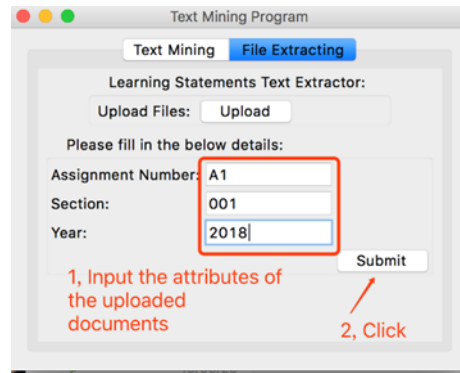 Text Mining Program
Text Mining File Extracting
Learning Statements Text Extractor:
Upload Files: Upload
Please fill in the below details:
Assignment Number: A1
Section: 001
Year: 2018
Submit
1, Input the attributes of
the uploaded
documents
2, Click